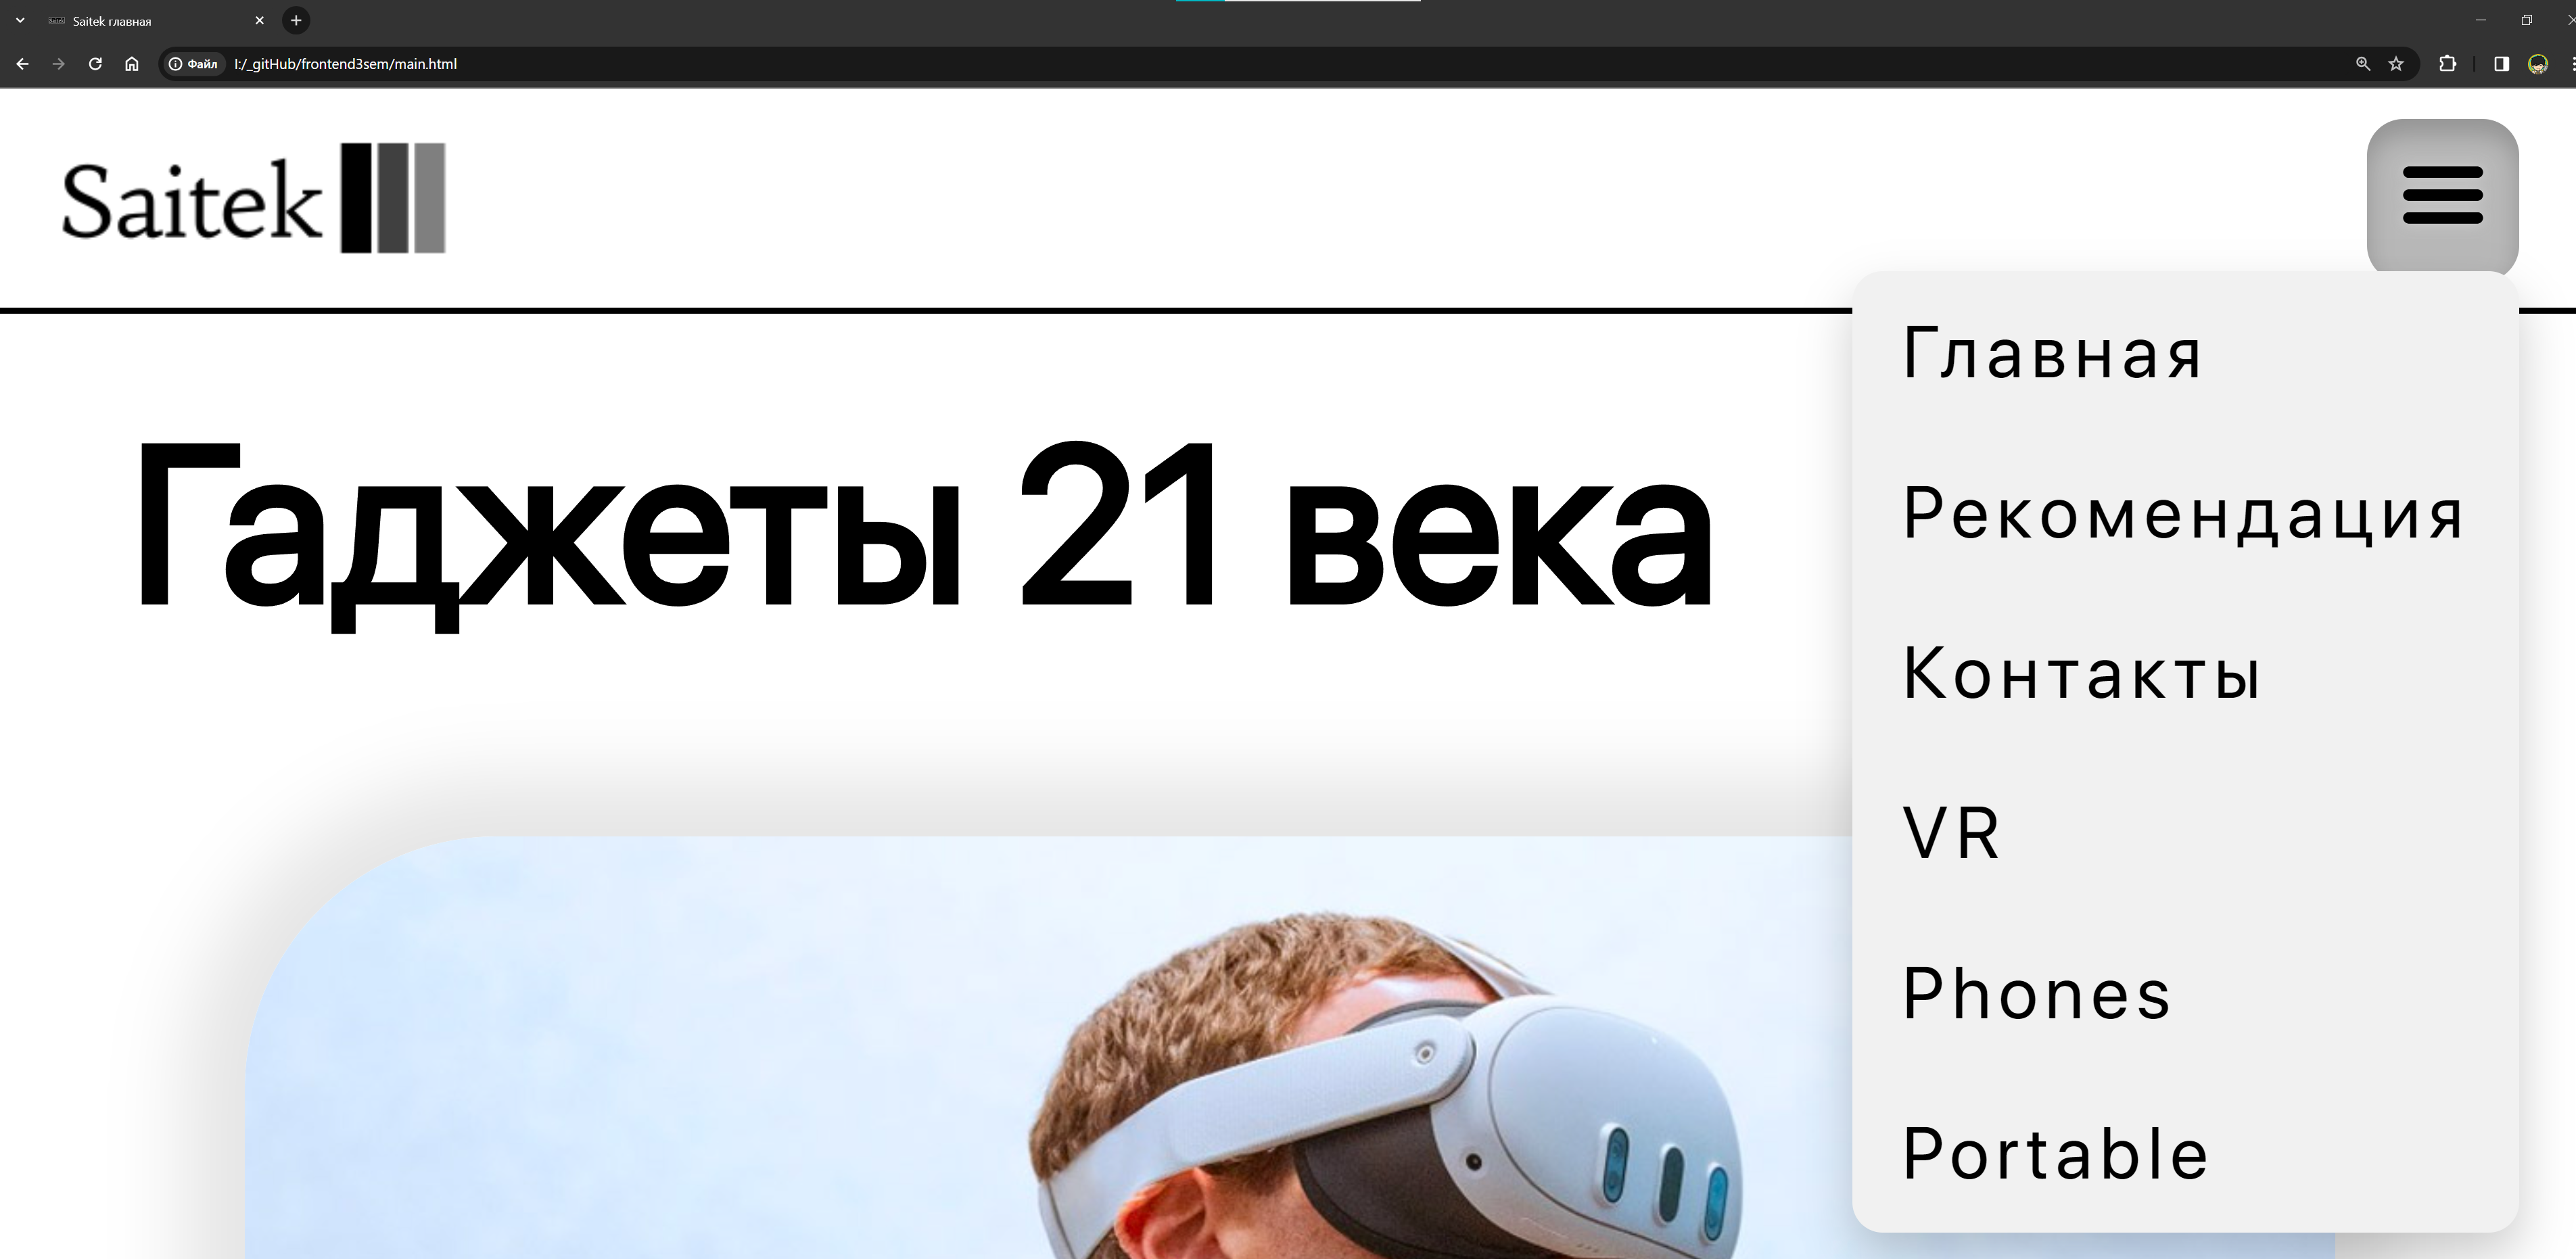 Saitek главная
Файл
I:/_gitHub/frontend3sem/main.html
Saitek
Главная
Гаджеты 21 века
Рекомендация
Контакты
VR
Phones
Portable